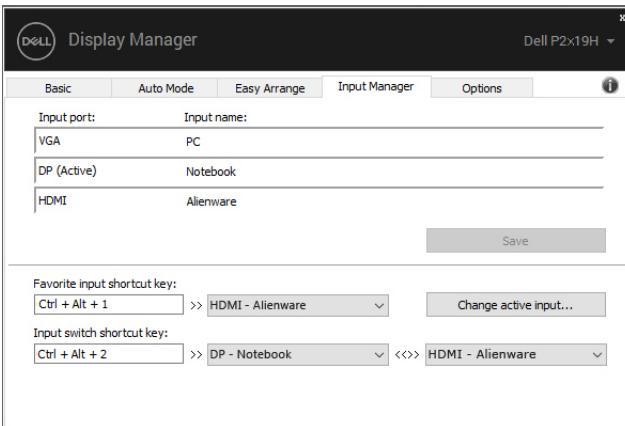 DELL Display Manager Dell P2x19H
x
Basic Auto Mode Easy Arrange Input Manager Options i
Input port: Input name:
VGA PC
DP (Active) Notebook
HDMI Alienware
Save
Favorite input shortcut key:
Ctrl + Alt + 1 >> HDMI - Alienware Change active input...
Input switch shortcut key:
Ctrl + Alt + 2 >> DP - Notebook <<>> HDMI - Alienware